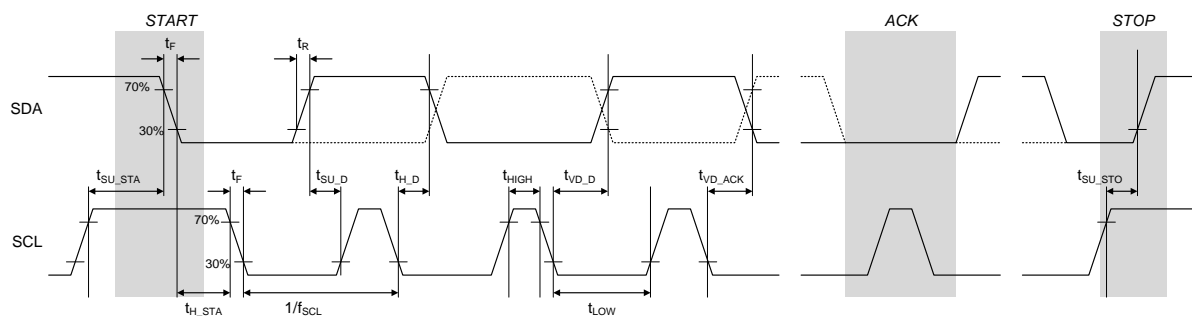 START ACK STOP
t_F t_R
70%
SDA
30%
t_SU_STA t_F t_SU_D t_H_D t_HIGH t_VD_D t_VD_ACK t_SU_STO
70%
SCL
30%
t_H_STA 1/f_SCL t_LOW